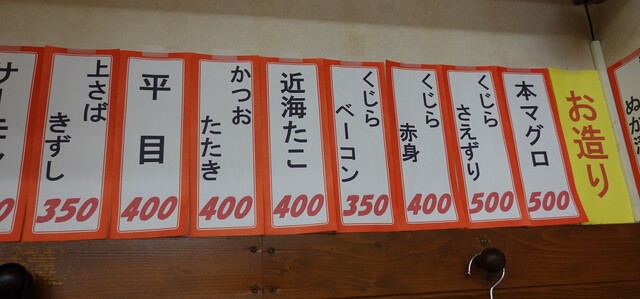 お造り
本マグロ
500
くじら
さえずり
500
くじら
赤身
400
くじら
ベーコン
350
近海たこ
400
かつお
たたき
400
平目
400
上さば
きずし
350